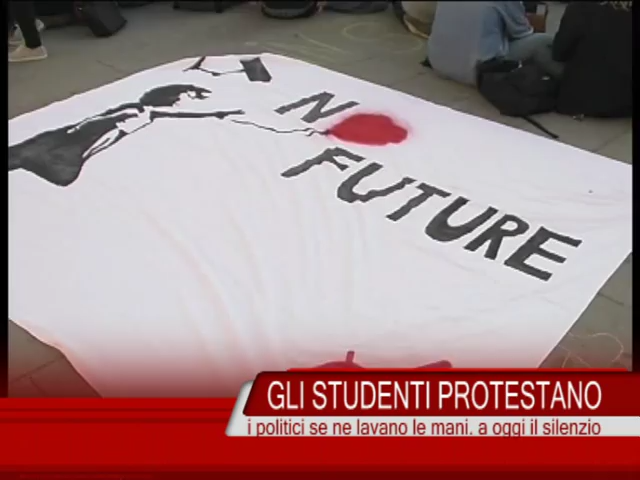 NO
FUTURE
GLI STUDENTI PROTESTANO
i politici se ne lavano le mani. a oggi il silenzio